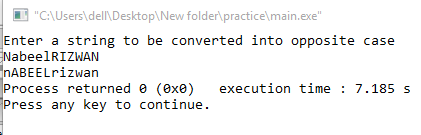 "C:\Users\dell\Desktop\New folder\practice\main.exe"
Enter a string to be converted into opposite case
NabeelRIZWAN
nABEELrizwan
Process returned 0 (0x0)   execution time : 7.185 s
Press any key to continue.